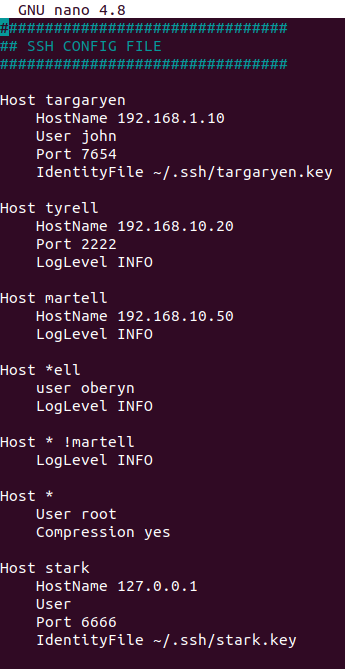 GNU nano 4.8
################################
## SSH CONFIG FILE
################################
Host targaryen
HostName 192.168.1.10
User john
Port 7654
IdentityFile ~/.ssh/targaryen.key
Host tyrell
HostName 192.168.10.20
Port 2222
LogLevel INFO
Host martell
HostName 192.168.10.50
LogLevel INFO
Host *ell
user oberyn
LogLevel INFO
Host * !martell
LogLevel INFO
Host *
User root
Compression yes
Host stark
HostName 127.0.0.1
User
Port 6666
IdentityFile ~/.ssh/stark.key